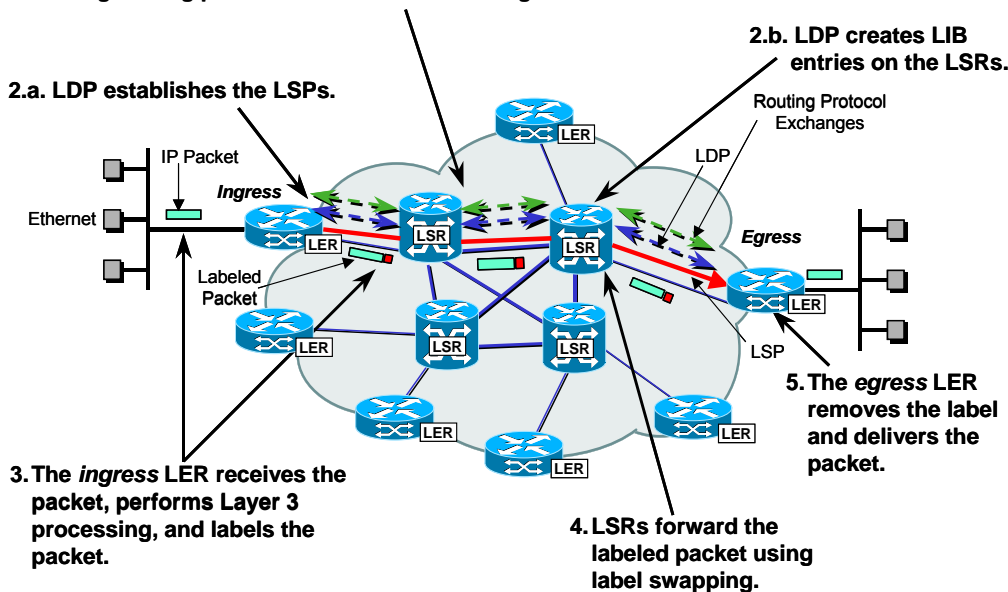 2.b. LDP creates LIB
entries on the LSRs.
2.a. LDP establishes the LSPs.
Routing Protocol
Exchanges
LER
LDP
IP Packet
Ingress
Ethernet
LER
LSR
LSR
Egress
Labeled
Packet
LER
LER
LSR
LSR
LSP
LER
LER
LER
5. The egress LER
removes the label
and delivers the
packet.
3. The ingress LER receives the
packet, performs Layer 3
processing, and labels the
packet.
4. LSRs forward the
labeled packet using
label swapping.